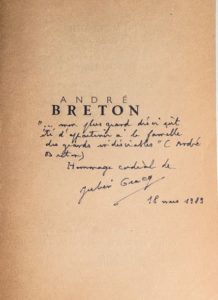 ANDRÉ
BRETON
"... mon plus grand désir eût
été d'appartenir à la famille
des grands indésirables" (André
Breton)
Hommage cordial de
Julien Gracq
18 mars 1989